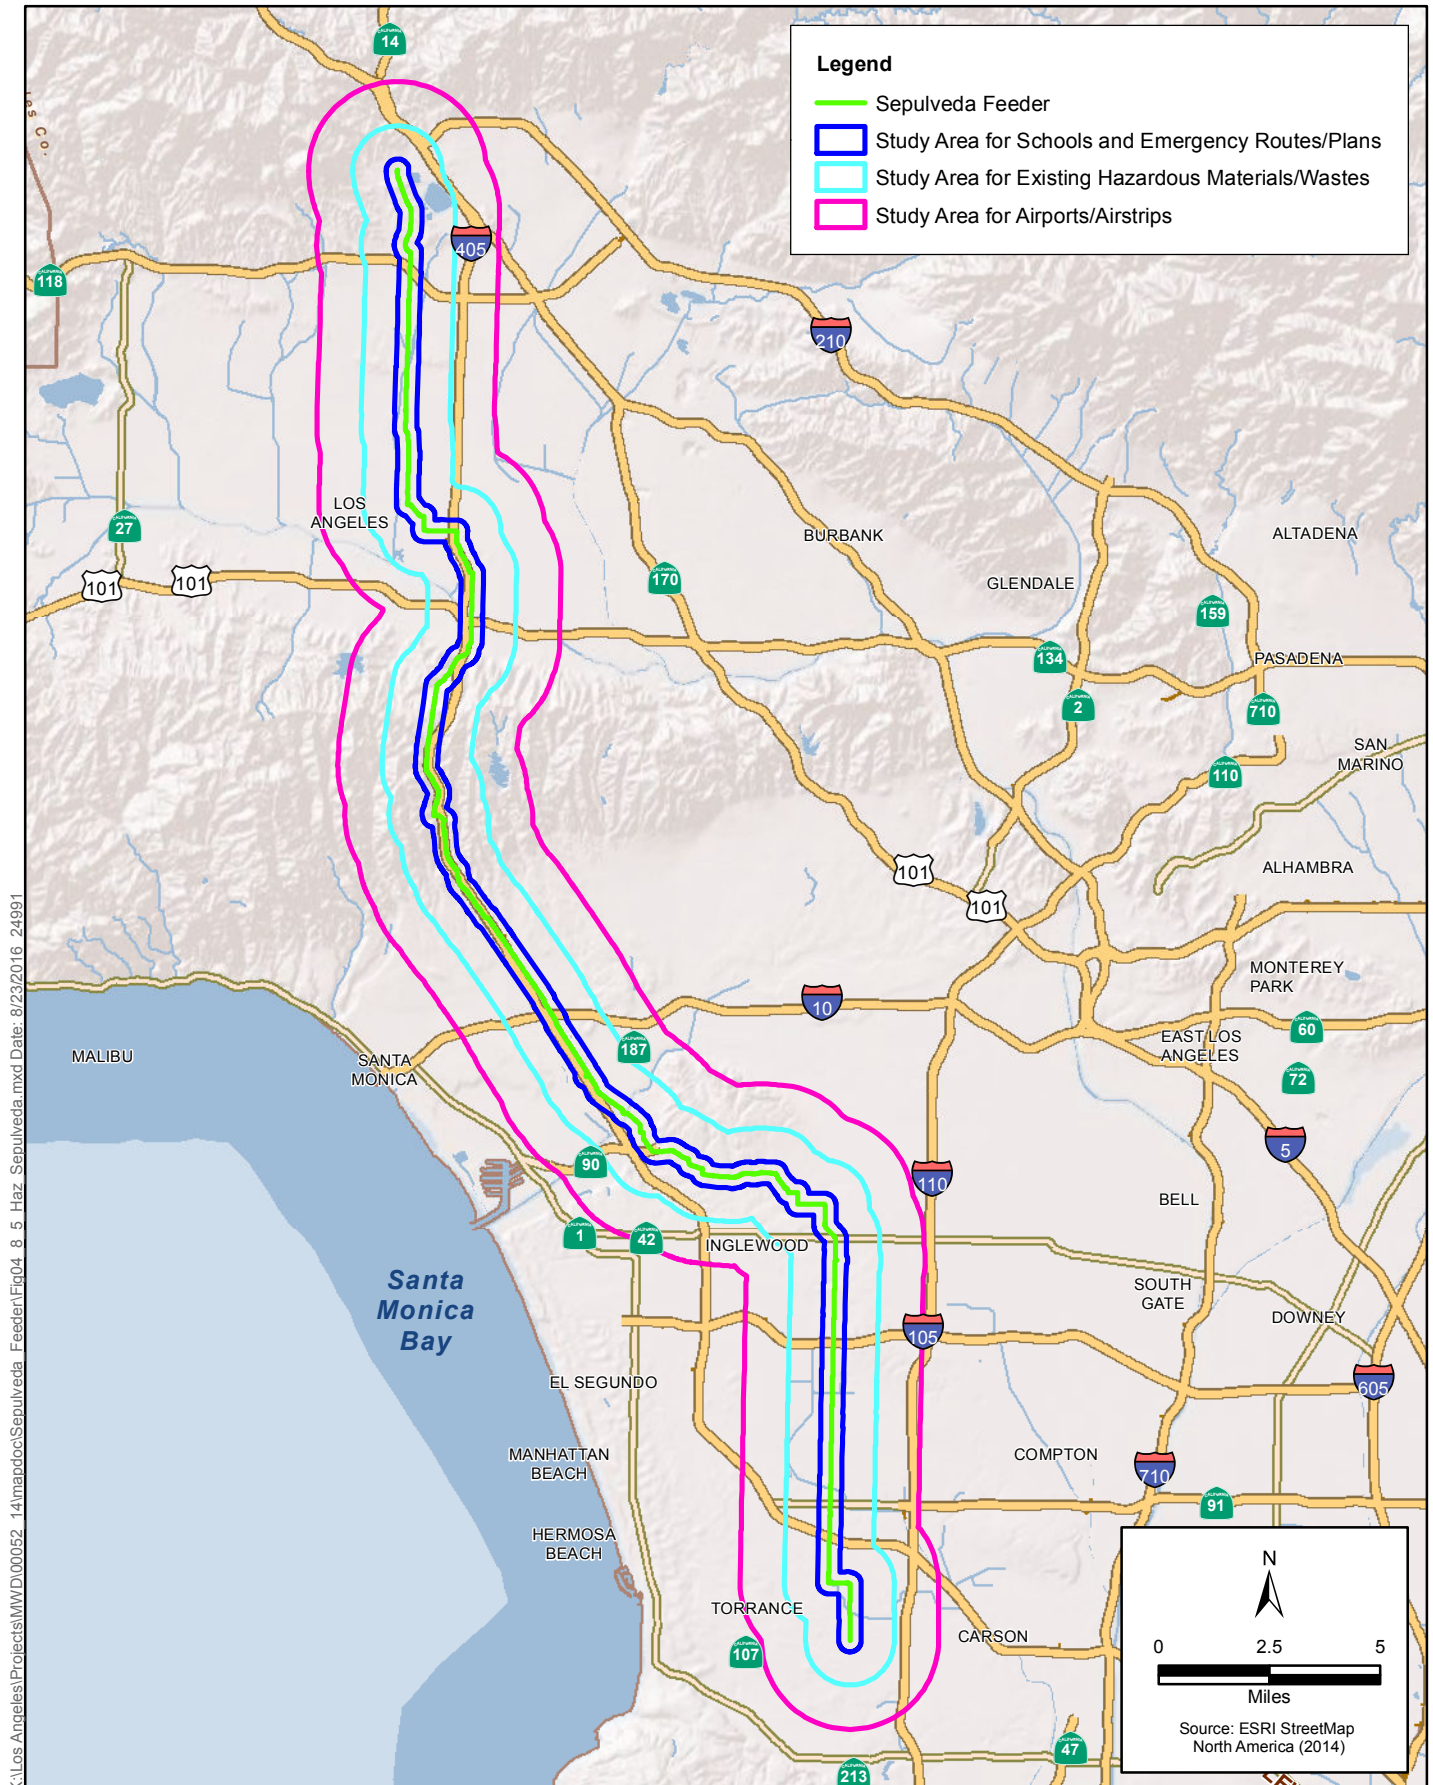 CALIFORNIA
14
Legend
Sepulveda Feeder
Study Area for Schools and Emergency Routes/Plans
Study Area for Existing Hazardous Materials/Wastes
Study Area for Airports/Airstrips
es Co.
405
118
210
LOS
ANGELES
27
BURBANK
ALTADENA
GLENDALE
101
101
170
159
134
PASADENA
2
710
SAN
MARINO
110
101
ALHAMBRA
101
MONTEREY
PARK
10
60
187
EAST LOS
ANGELES
MALIBU
SANTA
MONICA
72
5
90
110
BELL
1
42
INGLEWOOD
Santa
Monica
Bay
SOUTH
GATE
DOWNEY
105
EL SEGUNDO
605
MANHATTAN
BEACH
COMPTON
710
91
HERMOSA
BEACH
N
TORRANCE
CARSON
107
0 2.5 5
Miles
Source: ESRI StreetMap
North America (2014)
47
213
K:\Los Angeles\Projects\MWD\00052_14\mapdoc\Sepulveda_Feeder\Fig04_8_5_Haz_Sepulveda.mxd Date: 8/23/2016 24991